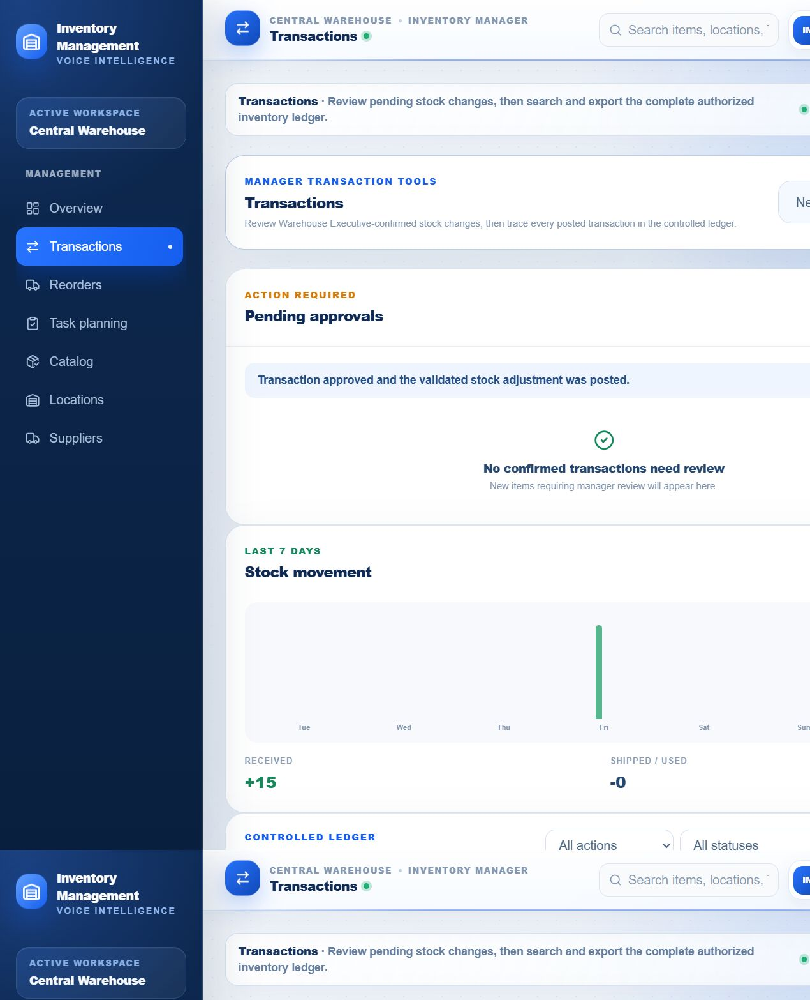 Inventory
Management
VOICE INTELLIGENCE
ACTIVE WORKSPACE
Central Warehouse
MANAGEMENT
Overview
Transactions
Reorders
Task planning
Catalog
Locations
Suppliers
CENTRAL WAREHOUSE • INVENTORY MANAGER
Transactions
Search items, locations,
Transactions · Review pending stock changes, then search and export the complete authorized
inventory ledger.
MANAGER TRANSACTION TOOLS
Transactions
Review Warehouse Executive-confirmed stock changes, then trace every posted transaction in the controlled ledger.
ACTION REQUIRED
Pending approvals
Transaction approved and the validated stock adjustment was posted.
No confirmed transactions need review
New items requiring manager review will appear here.
LAST 7 DAYS
Stock movement
Tue Wed Thu Fri Sat Sun
RECEIVED
+15
SHIPPED / USED
-0
CONTROLLED LEDGER
All actions
All statuses
Inventory
Management
VOICE INTELLIGENCE
ACTIVE WORKSPACE
Central Warehouse
CENTRAL WAREHOUSE • INVENTORY MANAGER
Transactions
Search items, locations,
Transactions · Review pending stock changes, then search and export the complete authorized
inventory ledger.